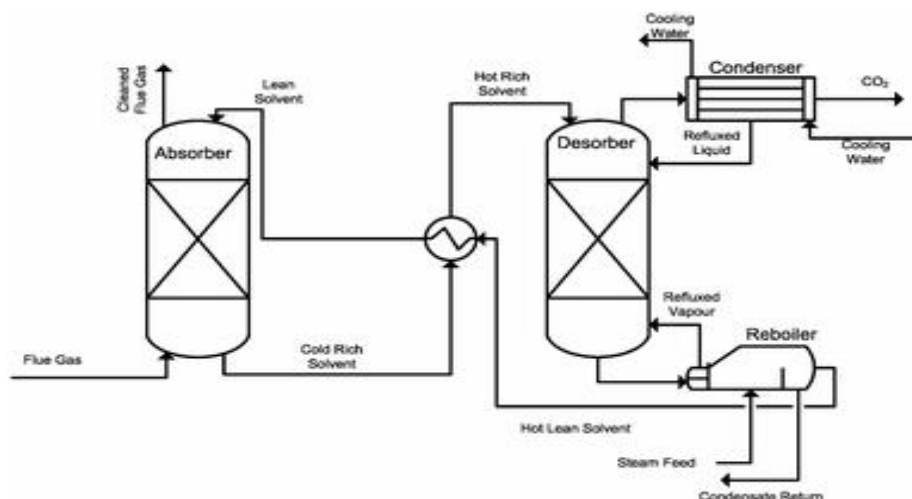 Cooling
Water
Condenser
CO₂
Cleaned
Flue Gas
Lean
Solvent
Hot Rich
Solvent
Absorber
Desorber
Refluxed
Liquid
Cooling
Water
Refluxed
Vapour
Reboiler
Flue Gas
Cold Rich
Solvent
Hot Lean Solvent
Steam Feed
Condensate Return